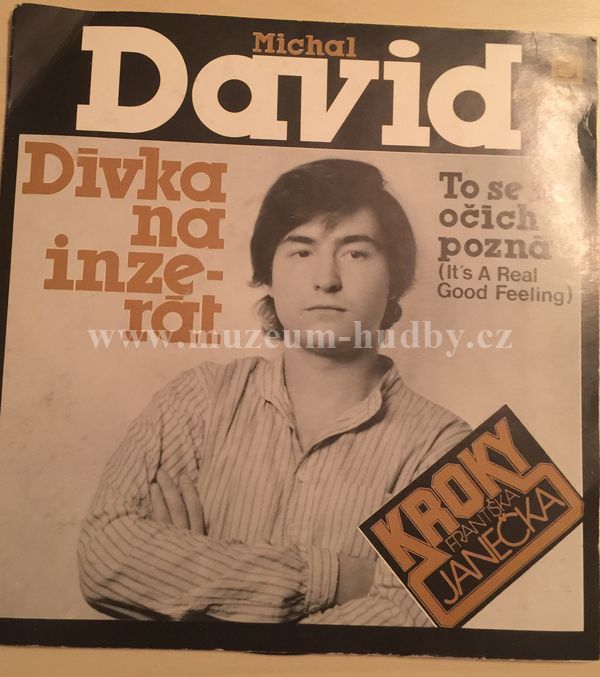 Michal
David
Dívka
na
inze-
rát
To se
očích
pozná
(It's A Real
Good Feeling)
www.muzeum-hudby.cz
KROKY
FRANTIŠKA
JANEČKA